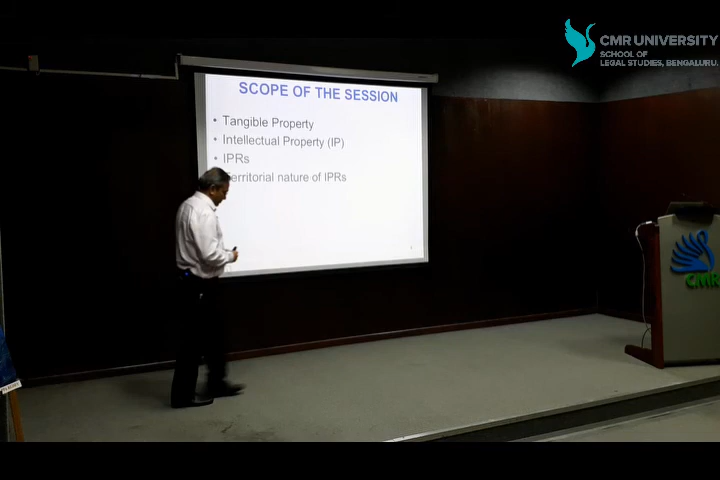 CMR UNIVERSITY
SCHOOL OF
LEGAL STUDIES, BENGALURU.
SCOPE OF THE SESSION
• Tangible Property
• Intellectual Property (IP)
• IPRs
Territorial nature of IPRs
CMR